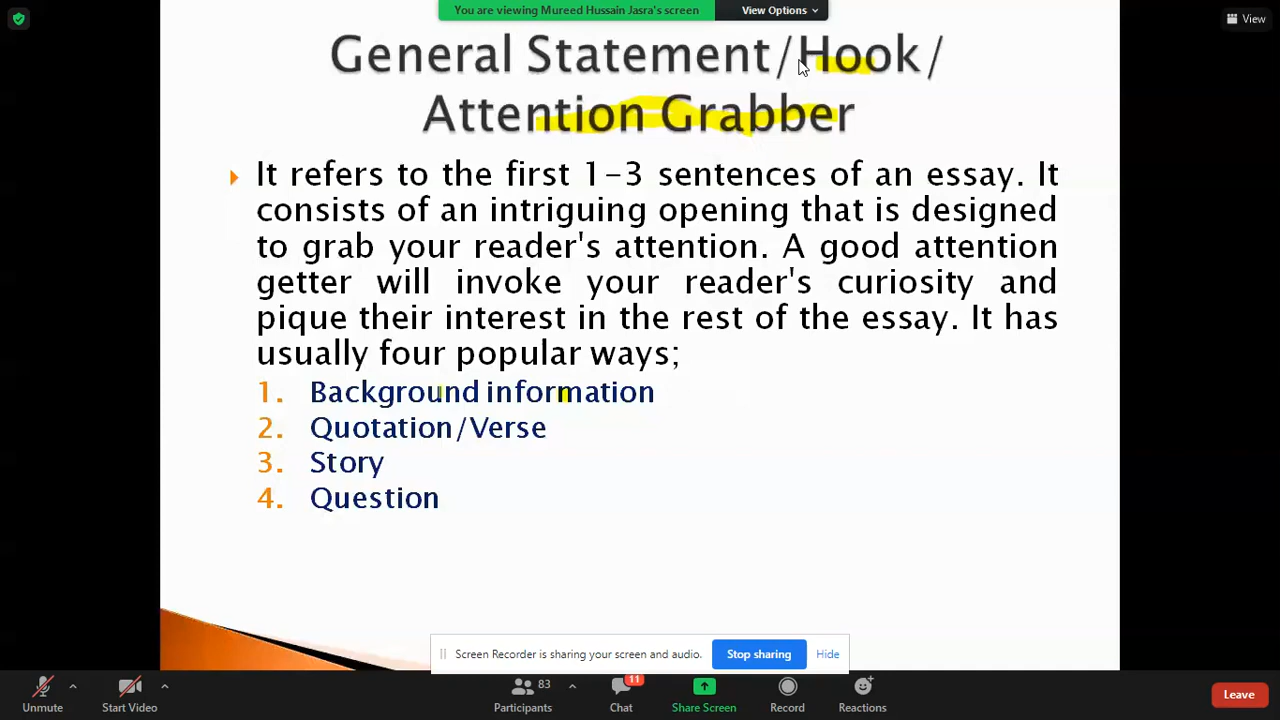 You are viewing Mureed Hussain Jasra's screen
View Options
View
General Statement/Hook/
Attention Grabber
It refers to the first 1-3 sentences of an essay. It
consists of an intriguing opening that is designed
to grab your reader's attention. A good attention
getter will invoke your reader's curiosity and
pique their interest in the rest of the essay. It has
usually four popular ways;
1. Background information
2. Quotation/Verse
3. Story
4. Question
Screen Recorder is sharing your screen and audio.
Stop sharing
Hide
Unmute
Start Video
83
Participants
11
Chat
Share Screen
Record
Reactions
Leave